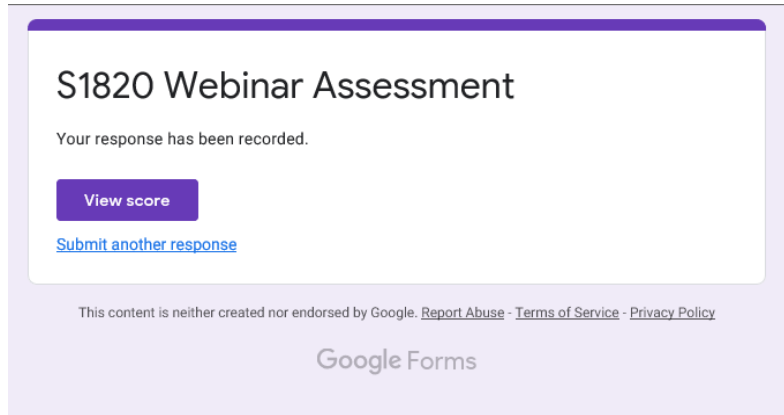 S1820 Webinar Assessment
Your response has been recorded.
View score
Submit another response
This content is neither created nor endorsed by Google. Report Abuse - Terms of Service - Privacy Policy
Google Forms